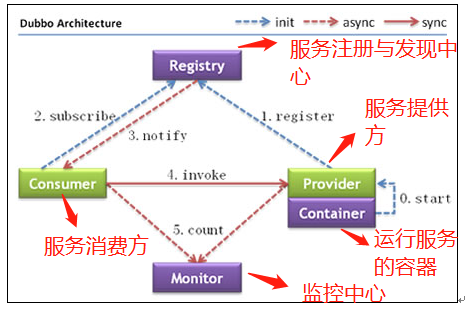 Dubbo Architecture
init
async
sync
Registry
服务注册与发现中
心
2. subscribe
3. notify
1. register
服务提供
方
Consumer
4. invoke
Provider
0. start
Container
5. count
服务消费方
运行服务
的容器
Monitor
监控中心